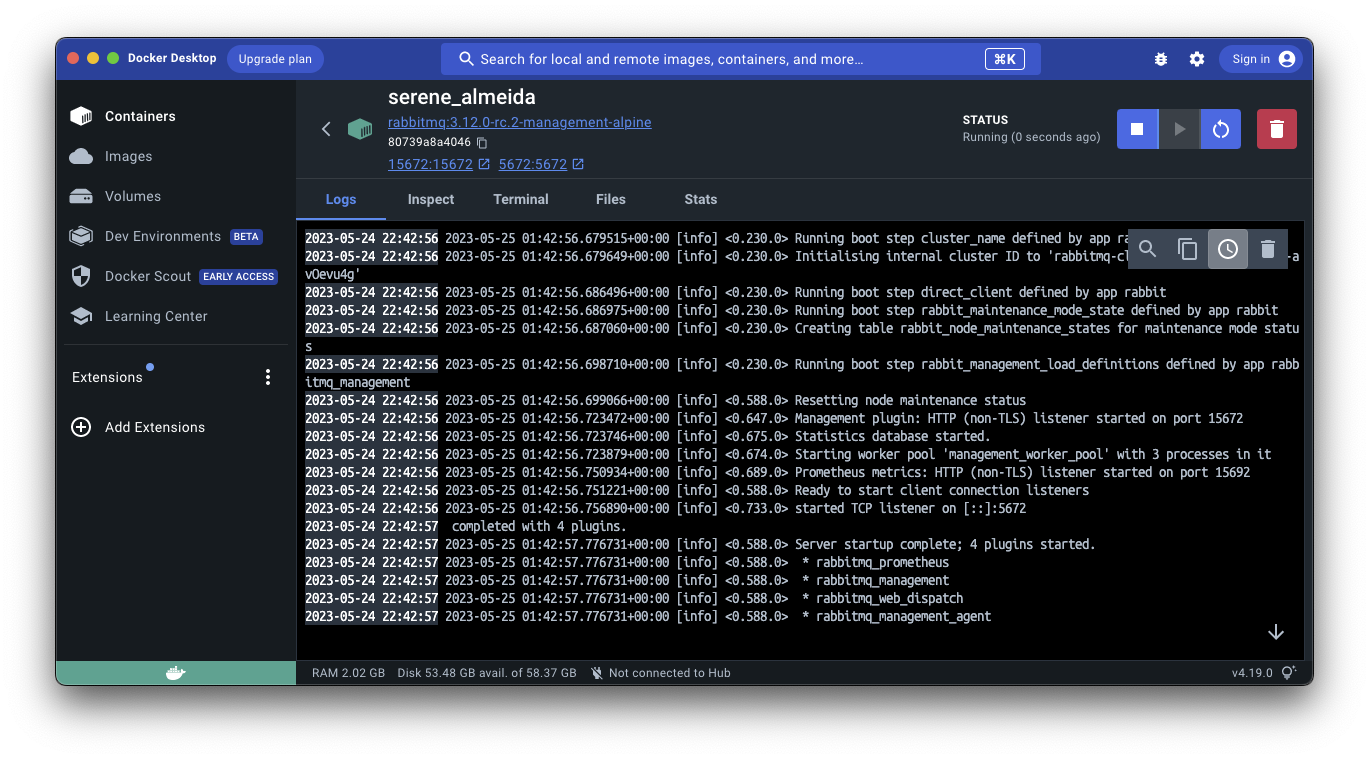 Docker Desktop
Upgrade plan
Search for local and remote images, containers, and more…
⌘K
Sign in
Containers
Images
Volumes
Dev Environments BETA
Docker Scout EARLY ACCESS
Learning Center
Extensions
Add Extensions
serene_almeida
rabbitmq:3.12.0-rc.2-management-alpine
80739a8a4046
15672:15672 5672:5672
STATUS
Running (0 seconds ago)
Logs Inspect Terminal Files Stats
2023-05-24 22:42:56 2023-05-25 01:42:56.679515+00:00 [info] <0.230.0> Running boot step cluster_name defined by app ra
2023-05-24 22:42:56 2023-05-25 01:42:56.679649+00:00 [info] <0.230.0> Initialising internal cluster ID to 'rabbitmq-cl -a
vOevu4g'
2023-05-24 22:42:56 2023-05-25 01:42:56.686496+00:00 [info] <0.230.0> Running boot step direct_client defined by app rabbit
2023-05-24 22:42:56 2023-05-25 01:42:56.686975+00:00 [info] <0.230.0> Running boot step rabbit_maintenance_mode_state defined by app rabbit
2023-05-24 22:42:56 2023-05-25 01:42:56.687060+00:00 [info] <0.230.0> Creating table rabbit_node_maintenance_states for maintenance mode statu
s
2023-05-24 22:42:56 2023-05-25 01:42:56.698710+00:00 [info] <0.230.0> Running boot step rabbit_management_load_definitions defined by app rabb
itmq_management
2023-05-24 22:42:56 2023-05-25 01:42:56.699066+00:00 [info] <0.588.0> Resetting node maintenance status
2023-05-24 22:42:56 2023-05-25 01:42:56.723472+00:00 [info] <0.647.0> Management plugin: HTTP (non-TLS) listener started on port 15672
2023-05-24 22:42:56 2023-05-25 01:42:56.723746+00:00 [info] <0.675.0> Statistics database started.
2023-05-24 22:42:56 2023-05-25 01:42:56.723879+00:00 [info] <0.674.0> Starting worker pool 'management_worker_pool' with 3 processes in it
2023-05-24 22:42:56 2023-05-25 01:42:56.750934+00:00 [info] <0.689.0> Prometheus metrics: HTTP (non-TLS) listener started on port 15692
2023-05-24 22:42:56 2023-05-25 01:42:56.751221+00:00 [info] <0.588.0> Ready to start client connection listeners
2023-05-24 22:42:56 2023-05-25 01:42:56.756890+00:00 [info] <0.733.0> started TCP listener on [::]:5672
2023-05-24 22:42:57 completed with 4 plugins.
2023-05-24 22:42:57 2023-05-25 01:42:57.776731+00:00 [info] <0.588.0> Server startup complete; 4 plugins started.
2023-05-24 22:42:57 2023-05-25 01:42:57.776731+00:00 [info] <0.588.0> * rabbitmq_prometheus
2023-05-24 22:42:57 2023-05-25 01:42:57.776731+00:00 [info] <0.588.0> * rabbitmq_management
2023-05-24 22:42:57 2023-05-25 01:42:57.776731+00:00 [info] <0.588.0> * rabbitmq_web_dispatch
2023-05-24 22:42:57 2023-05-25 01:42:57.776731+00:00 [info] <0.588.0> * rabbitmq_management_agent
RAM 2.02 GB Disk 53.48 GB avail. of 58.37 GB Not connected to Hub
v4.19.0